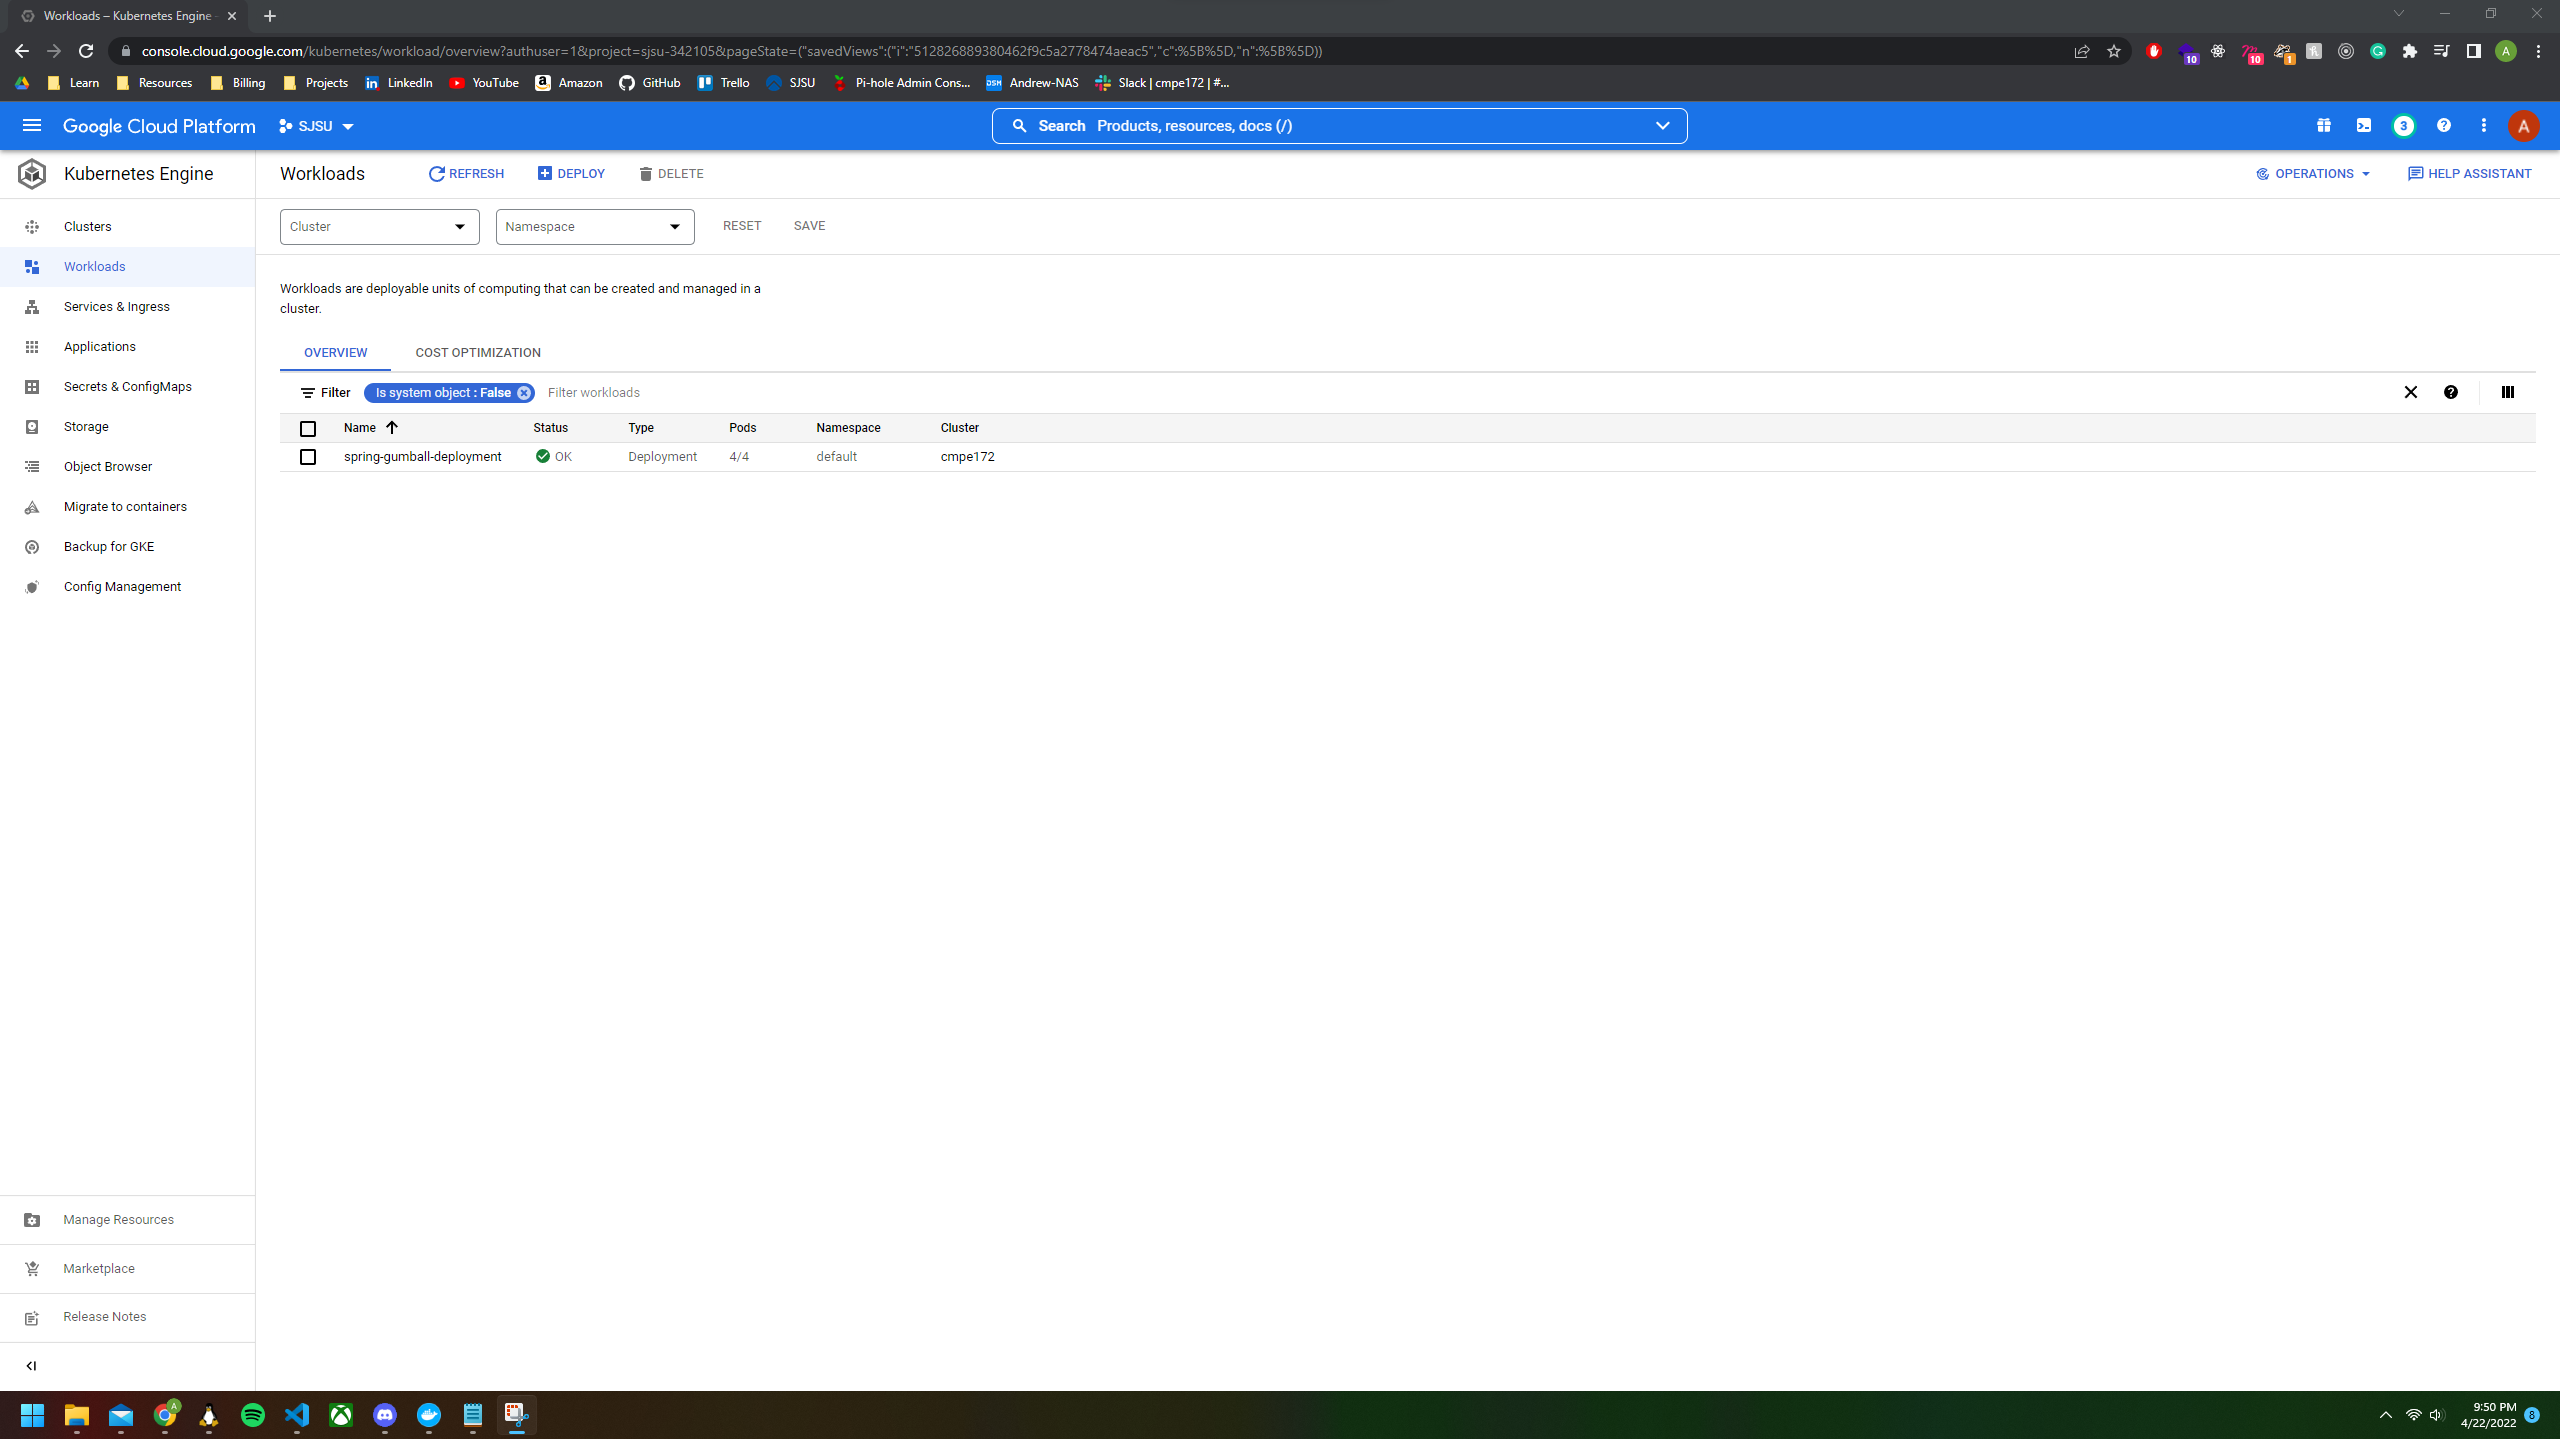 Workloads – Kubernetes Engine -
console.cloud.google.com/kubernetes/workload/overview?authuser=1&project=sjsu-342105&pageState=("savedViews":("i":"512826889380462f9c5a2778474aeac5","c":%5B%5D,"n":%5B%5D))
10 10 1 A
Learn Resources Billing Projects LinkedIn YouTube Amazon GitHub Trello SJSU Pi-hole Admin Cons... DSM Andrew-NAS Slack | cmpe172 | #...
Google Cloud Platform SJSU Search Products, resources, docs (/) 3 A
Kubernetes Engine Workloads REFRESH DEPLOY DELETE OPERATIONS HELP ASSISTANT
Cluster Namespace RESET SAVE
Clusters
Workloads
Services & Ingress
Applications
Secrets & ConfigMaps
Storage
Object Browser
Migrate to containers
Backup for GKE
Config Management
Workloads are deployable units of computing that can be created and managed in a
cluster.
OVERVIEW COST OPTIMIZATION
Filter Is system object : False Filter workloads
Name Status Type Pods Namespace Cluster
spring-gumball-deployment OK Deployment 4/4 default cmpe172
Manage Resources
Marketplace
Release Notes
9:50 PM
4/22/2022
8